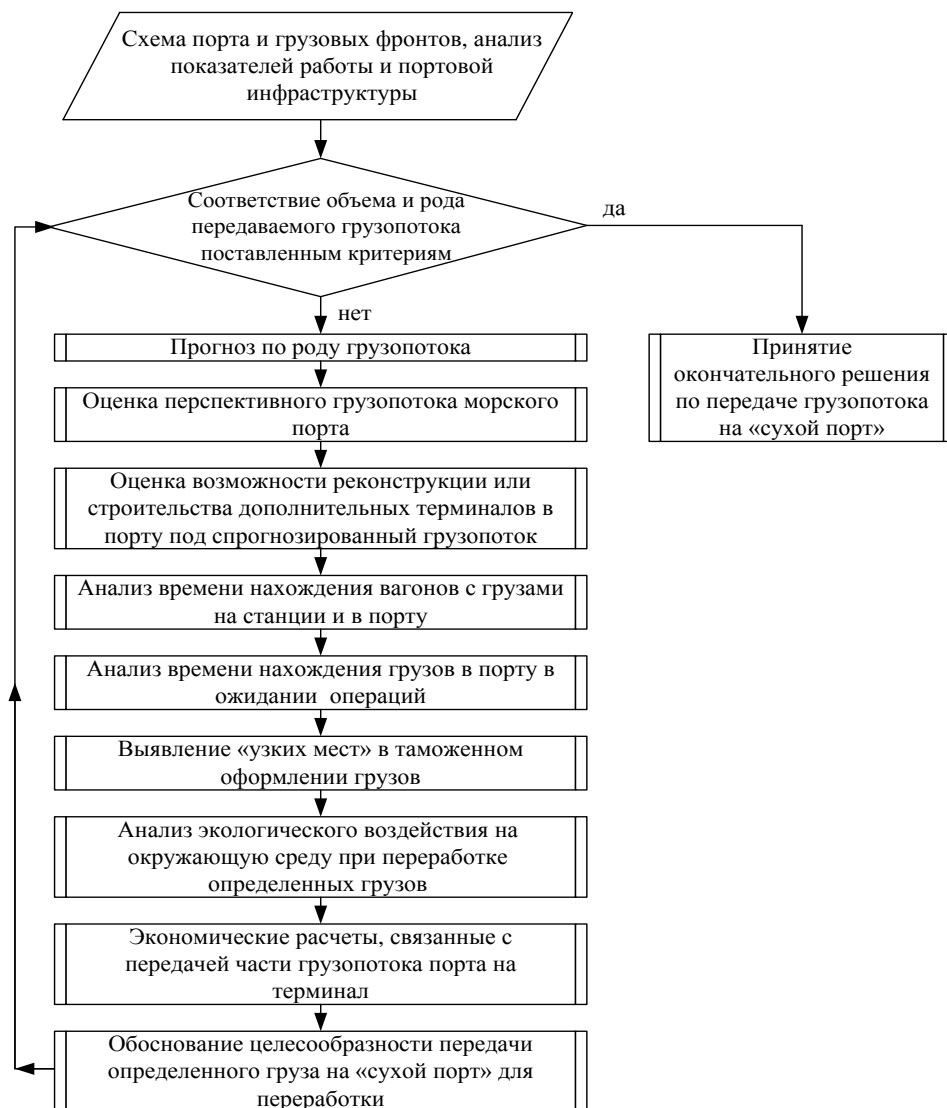 Схема порта и грузовых фронтов, анализ
показателей работы и портовой
инфраструктуры
Соответствие объема и рода
передаваемого грузопотока
поставленным критериям
да
нет
Прогноз по роду грузопотока
Принятие
окончательного решения
по передаче грузопотока
на «сухой порт»
Оценка перспективного грузопотока морского
порта
Оценка возможности реконструкции или
строительства дополнительных терминалов в
порту под спрогнозированный грузопоток
Анализ времени нахождения вагонов с грузами
на станции и в порту
Анализ времени нахождения грузов в порту в
ожидании операций
Выявление «узких мест» в таможенном
оформлении грузов
Анализ экологического воздействия на
окружающую среду при переработке
определенных грузов
Экономические расчеты, связанные с
передачей части грузопотока порта на
терминал
Обоснование целесообразности передачи
определенного груза на «сухой порт» для
переработки